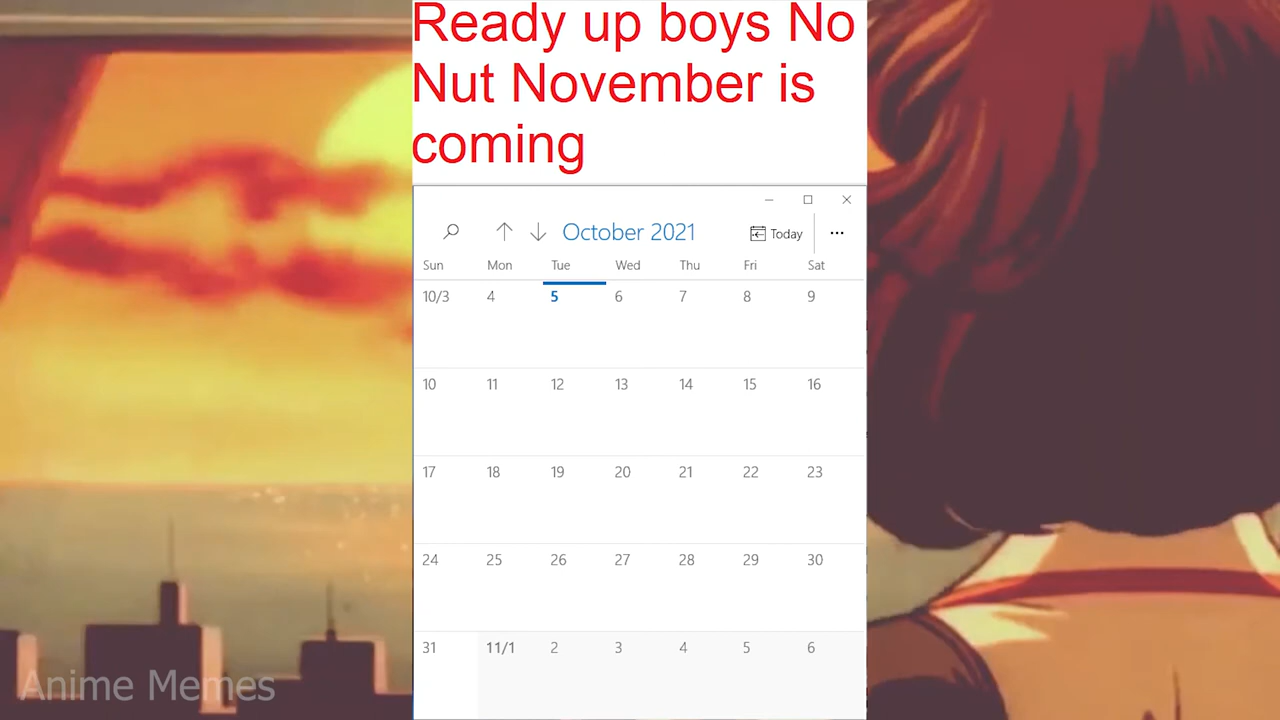 Ready up boys No
Nut November is
coming
October 2021
Today
Sun Mon Tue Wed Thu Fri Sat
10/3 4 5 6 7 8 9
10 11 12 13 14 15 16
17 18 19 20 21 22 23
24 25 26 27 28 29 30
31 11/1 2 3 4 5 6
Anime Memes